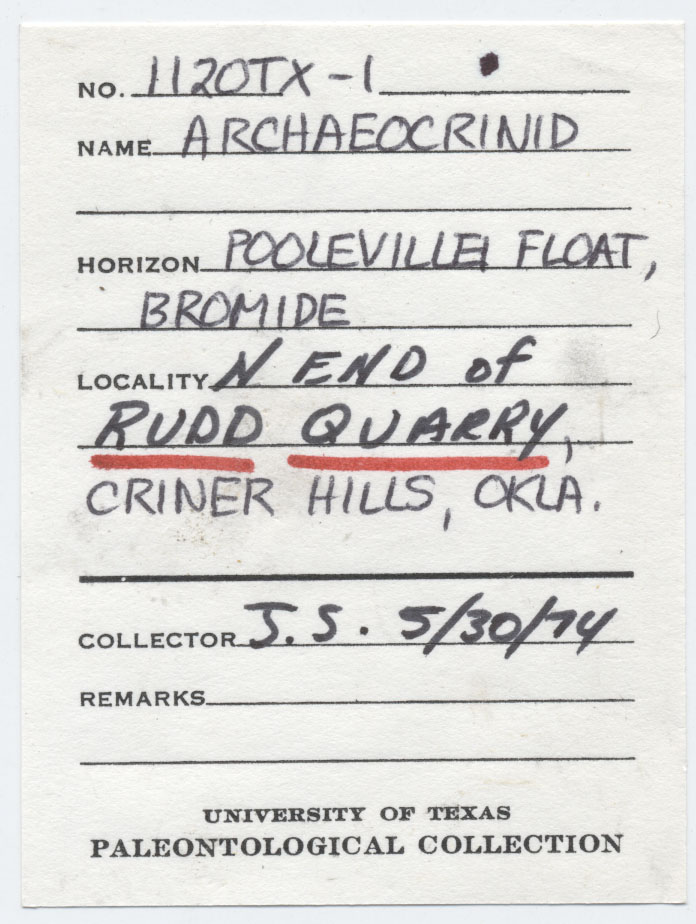 NO. 1120TX-1
NAME ARCHAEOCRINID
HORIZON POOLEVILLE FLOAT,
BROMIDE
LOCALITY N END of
RUDD QUARRY,
CRINER HILLS, OKLA.
COLLECTOR J.S. 5/30/74
REMARKS
UNIVERSITY OF TEXAS
PALEONTOLOGICAL COLLECTION